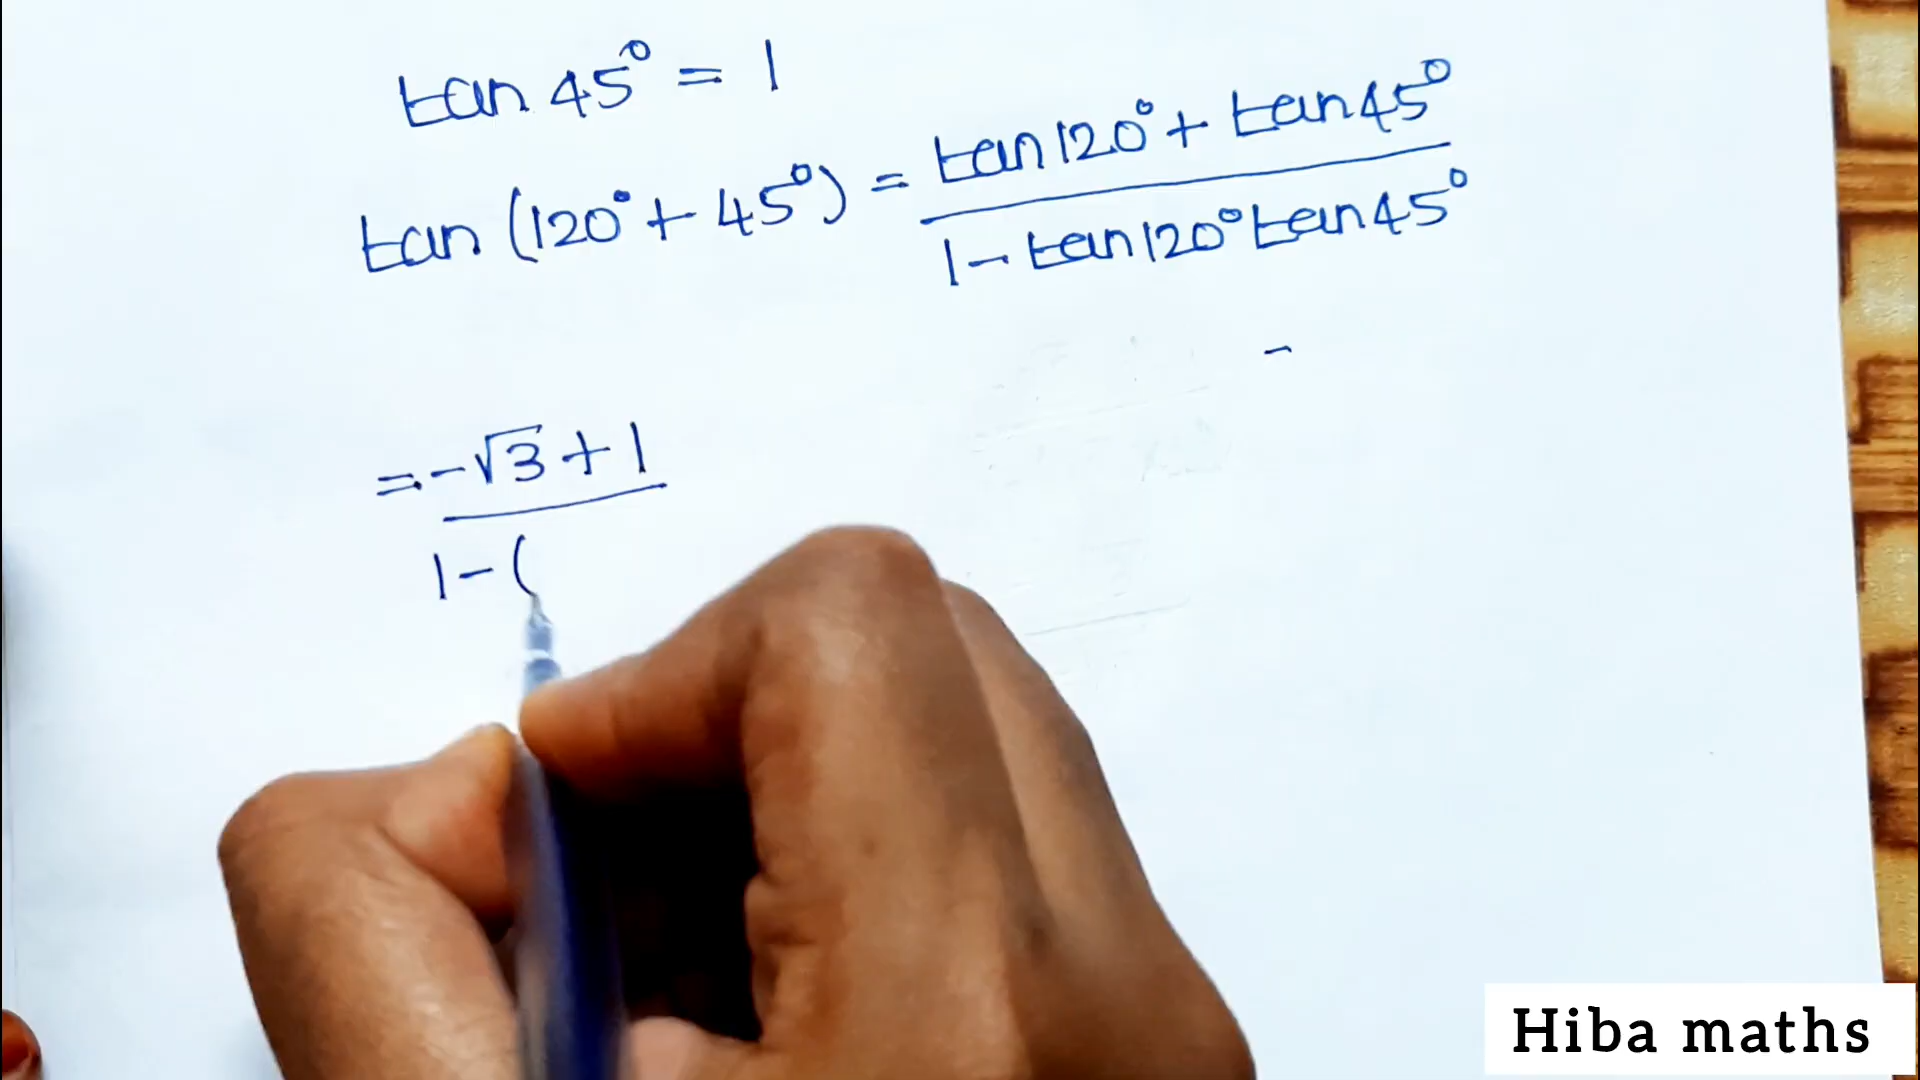 tan 45° = 1
tan (120° + 45°) = tan 120° + tan 45°
1 - tan 120° tan 45°
-
= -√3 + 1
1 - (
Hiba maths